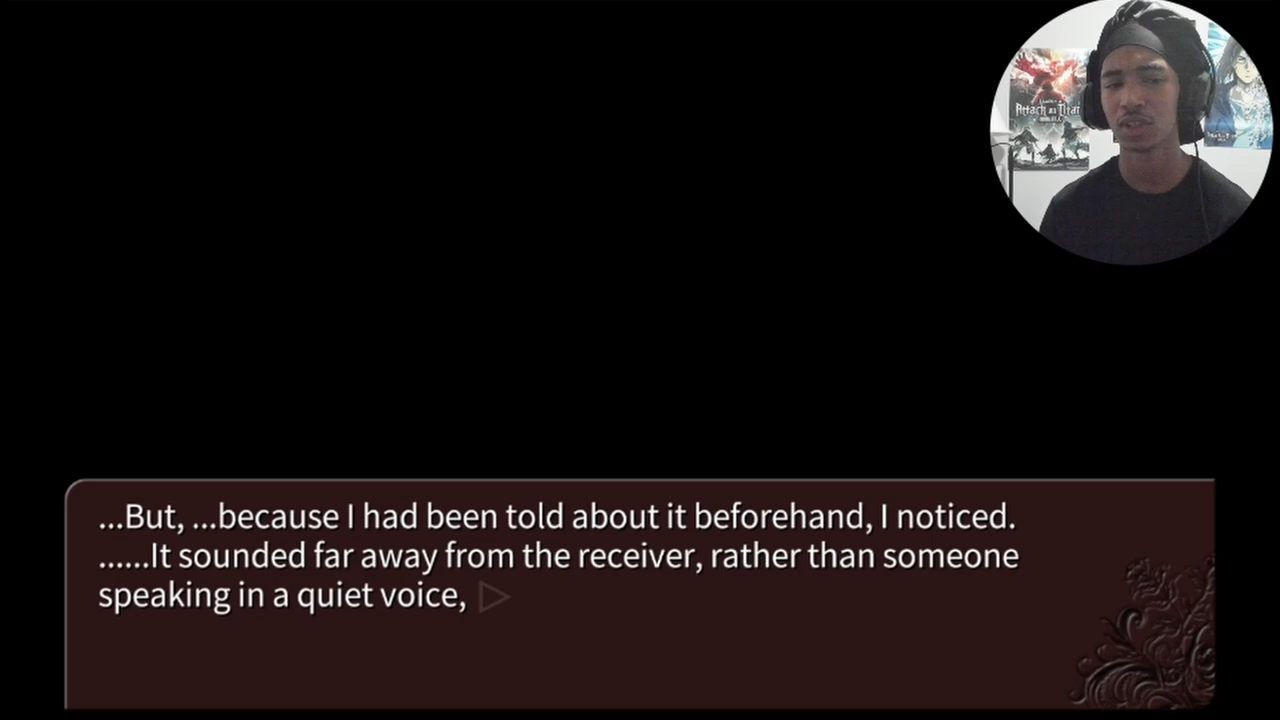 Attack on Titan
...But, ...because I had been told about it beforehand, I noticed.
......It sounded far away from the receiver, rather than someone
speaking in a quiet voice,